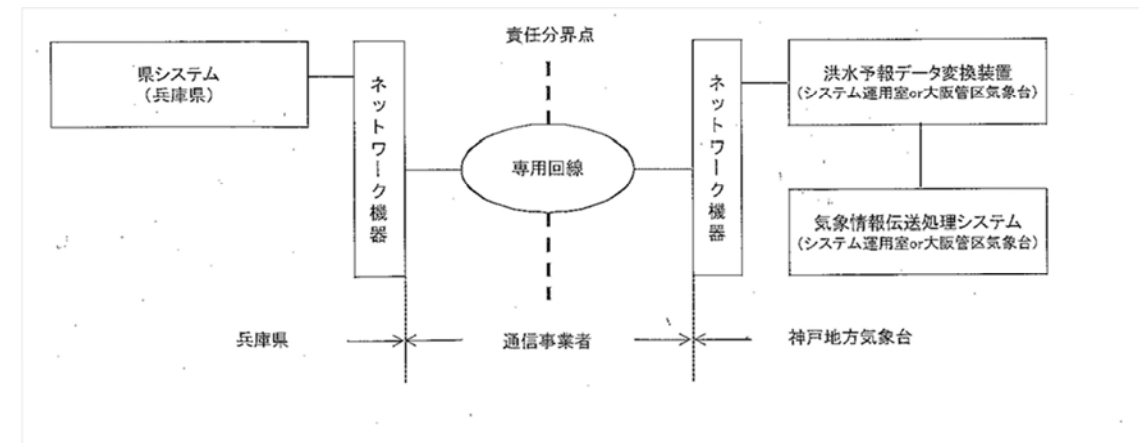 責任分界点
県システム
(兵庫県)
ネットワーク機器
専用回線
ネットワーク機器
洪水予報データ変換装置
(システム運用室or大阪管区気象台)
気象情報伝送処理システム
(システム運用室or大阪管区気象台)
兵庫県
通信事業者
神戸地方気象台